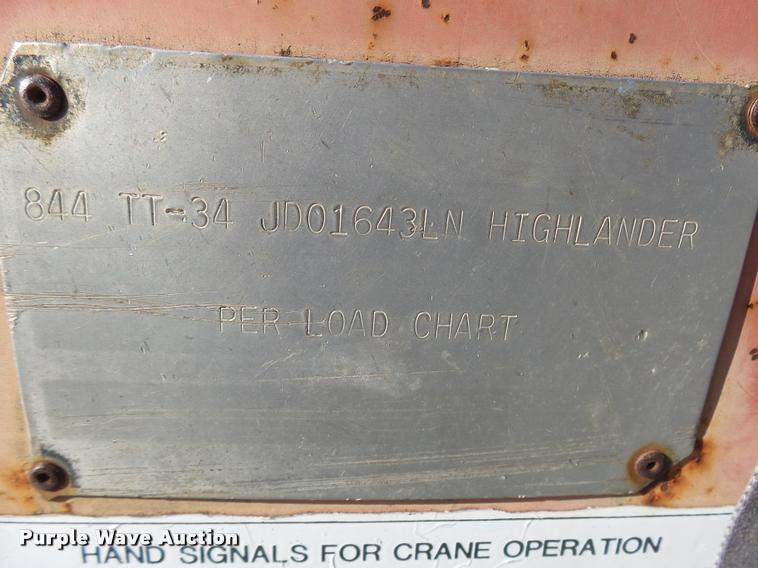 844 TT-34 JD01643LN HIGHLANDER
PER LOAD CHART
Purple Wave Auction
HAND SIGNALS FOR CRANE OPERATION